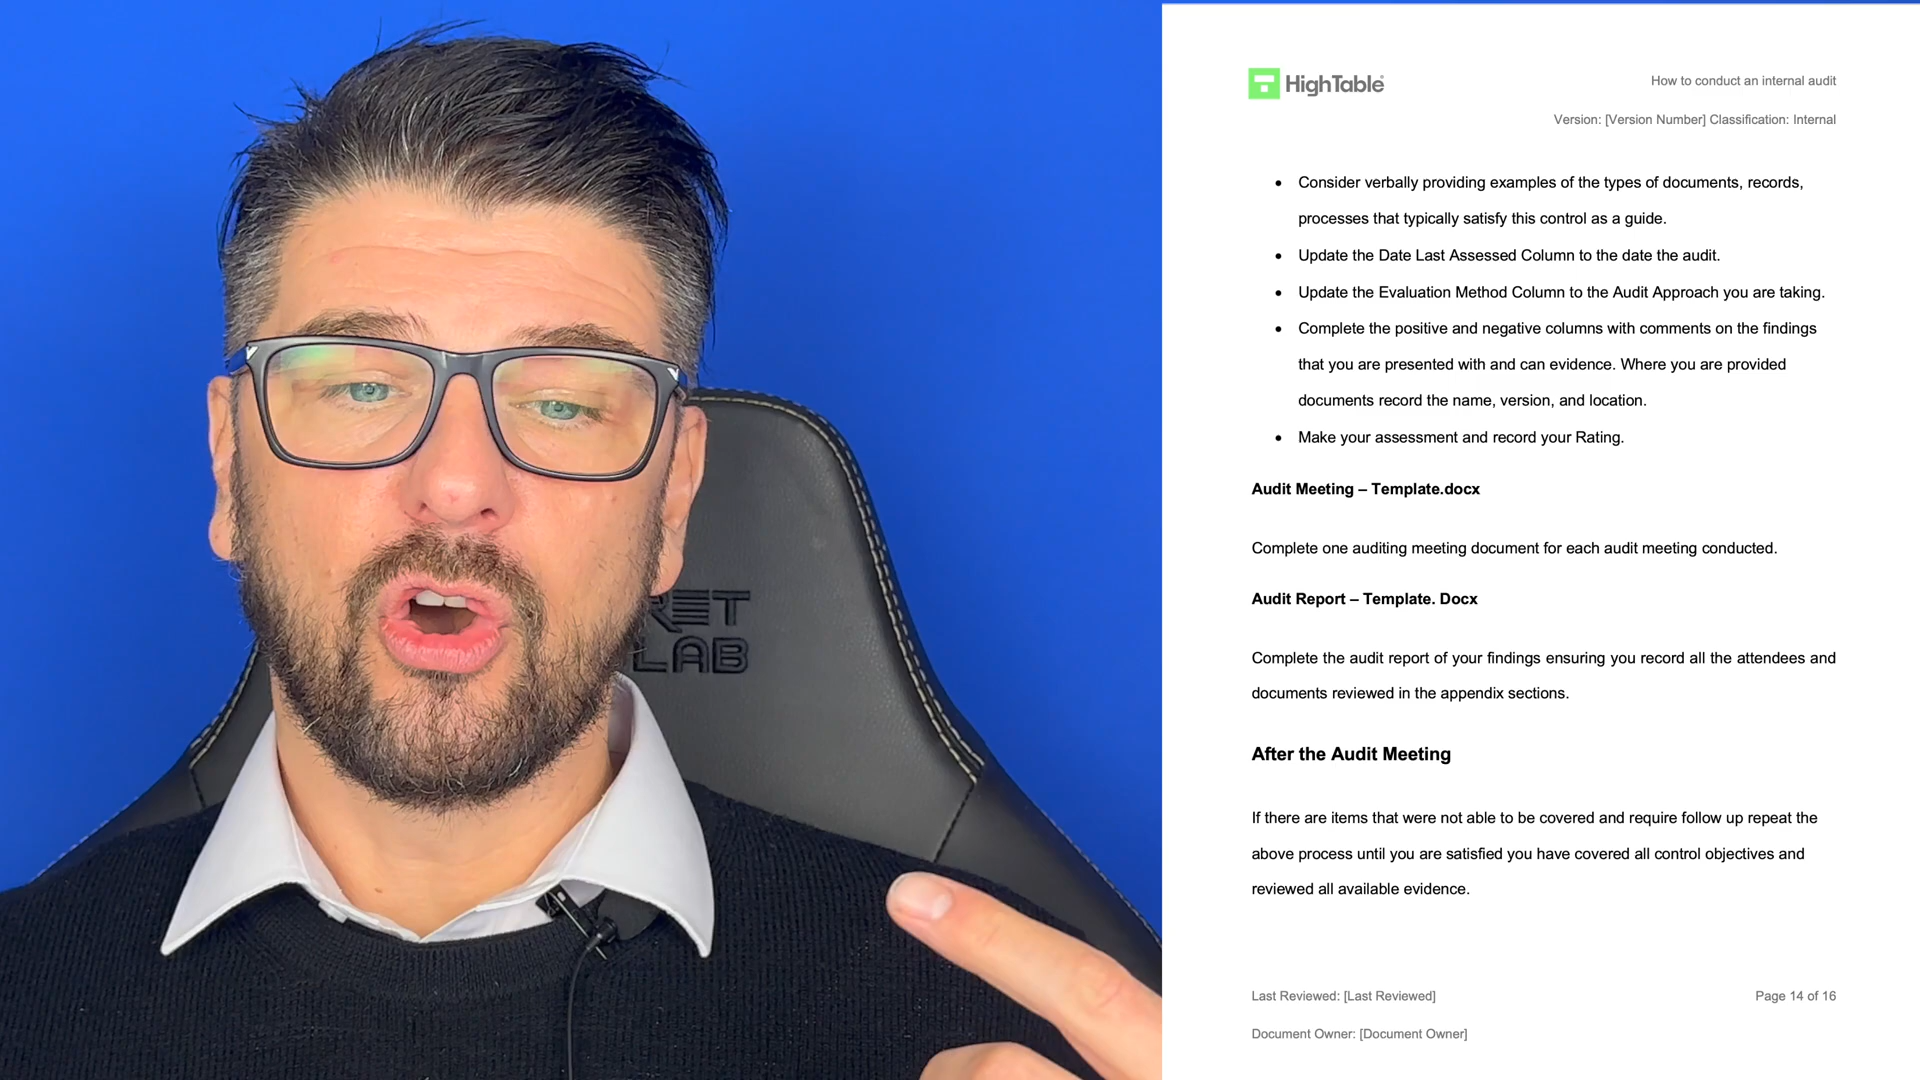 HighTable
How to conduct an internal audit
Version: [Version Number] Classification: Internal
• Consider verbally providing examples of the types of documents, records,
processes that typically satisfy this control as a guide.
• Update the Date Last Assessed Column to the date the audit.
• Update the Evaluation Method Column to the Audit Approach you are taking.
• Complete the positive and negative columns with comments on the findings
that you are presented with and can evidence. Where you are provided
documents record the name, version, and location.
• Make your assessment and record your Rating.
Audit Meeting – Template.docx
Complete one auditing meeting document for each audit meeting conducted.
Audit Report – Template. Docx
Complete the audit report of your findings ensuring you record all the attendees and
documents reviewed in the appendix sections.
After the Audit Meeting
If there are items that were not able to be covered and require follow up repeat the
above process until you are satisfied you have covered all control objectives and
reviewed all available evidence.
Last Reviewed: [Last Reviewed]
Page 14 of 16
Document Owner: [Document Owner]
RET
LAB